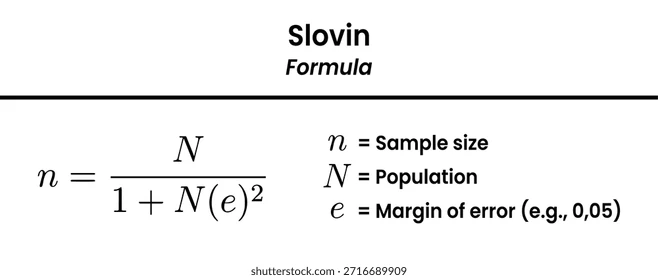 Slovin
Formula
n = N / 1 + N(e)²
n = Sample size
N = Population
e = Margin of error (e.g., 0,05)
shutterstock.com · 2716689909